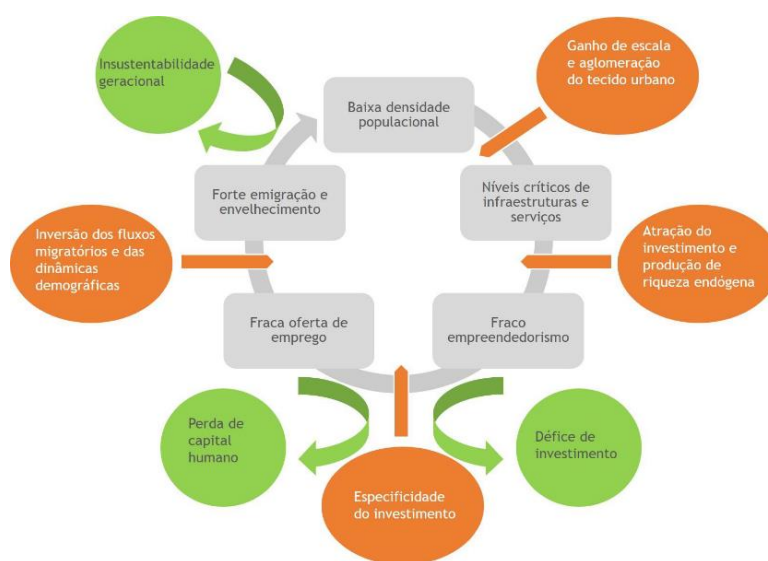 Insustentabilidade
geracional
Ganho de escala
e aglomeração
do tecido urbano
Baixa densidade
populacional
Forte emigração e
envelhecimento
Níveis críticos de
infraestruturas e
serviços
Inversão dos fluxos
migratórios e das
dinâmicas
demográficas
Atração do
investimento e
produção de
riqueza endógena
Fraca oferta de
emprego
Fraco
empreendedorismo
Perda de
capital
humano
Défice de
investimento
Especificidade
do investimento